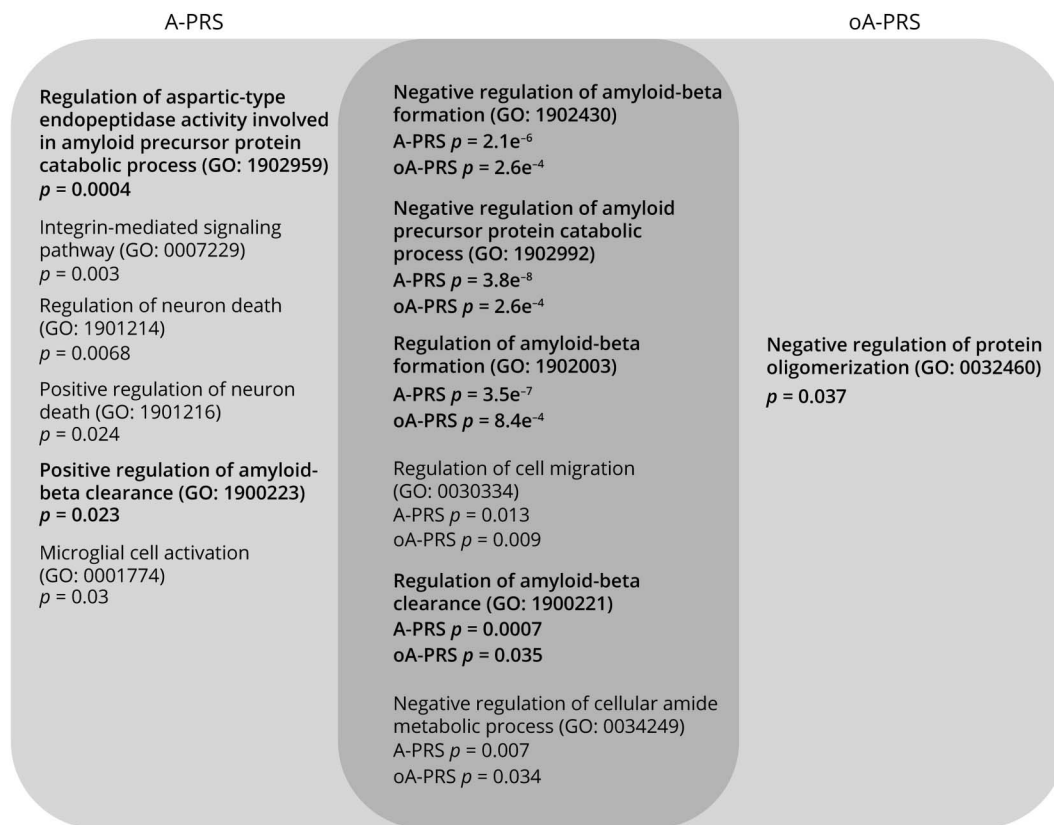 A-PRS
oA-PRS
Regulation of aspartic-type
endopeptidase activity involved
in amyloid precursor protein
catabolic process (GO: 1902959)
p = 0.0004
Integrin-mediated signaling
pathway (GO: 0007229)
p = 0.003
Regulation of neuron death
(GO: 1901214)
p = 0.0068
Positive regulation of neuron
death (GO: 1901216)
p = 0.024
Positive regulation of amyloid-
beta clearance (GO: 1900223)
p = 0.023
Microglial cell activation
(GO: 0001774)
p = 0.03
Negative regulation of amyloid-beta
formation (GO: 1902430)
A-PRS p = 2.1e⁻⁶
oA-PRS p = 2.6e⁻⁴
Negative regulation of amyloid
precursor protein catabolic
process (GO: 1902992)
A-PRS p = 3.8e⁻⁸
oA-PRS p = 2.6e⁻⁴
Regulation of amyloid-beta
formation (GO: 1902003)
A-PRS p = 3.5e⁻⁷
oA-PRS p = 8.4e⁻⁴
Regulation of cell migration
(GO: 0030334)
A-PRS p = 0.013
oA-PRS p = 0.009
Regulation of amyloid-beta
clearance (GO: 1900221)
A-PRS p = 0.0007
oA-PRS p = 0.035
Negative regulation of cellular amide
metabolic process (GO: 0034249)
A-PRS p = 0.007
oA-PRS p = 0.034
Negative regulation of protein
oligomerization (GO: 0032460)
p = 0.037